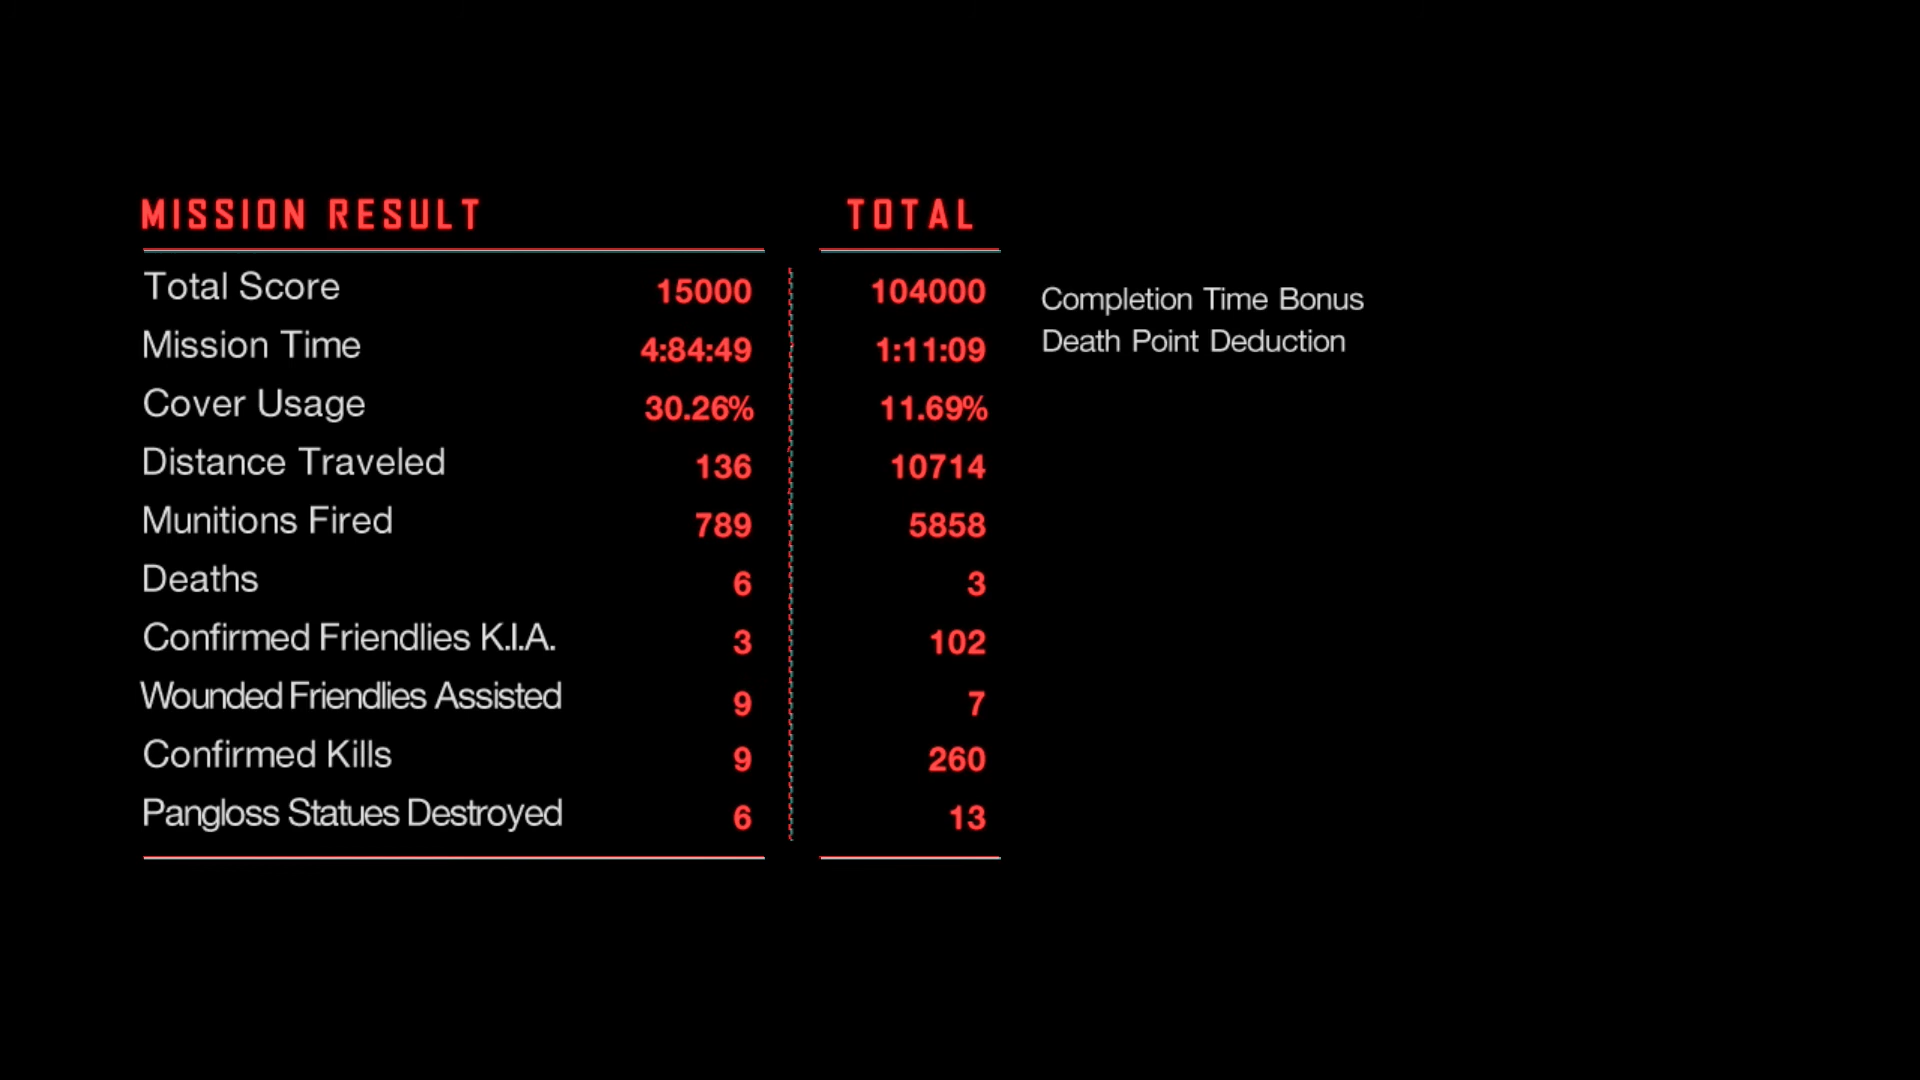 MISSION RESULT TOTAL
Total Score 15000 104000 Completion Time Bonus
Mission Time 4:84:49 1:11:09 Death Point Deduction
Cover Usage 30.26% 11.69%
Distance Traveled 136 10714
Munitions Fired 789 5858
Deaths 6 3
Confirmed Friendlies K.I.A. 3 102
Wounded Friendlies Assisted 9 7
Confirmed Kills 9 260
Pangloss Statues Destroyed 6 13